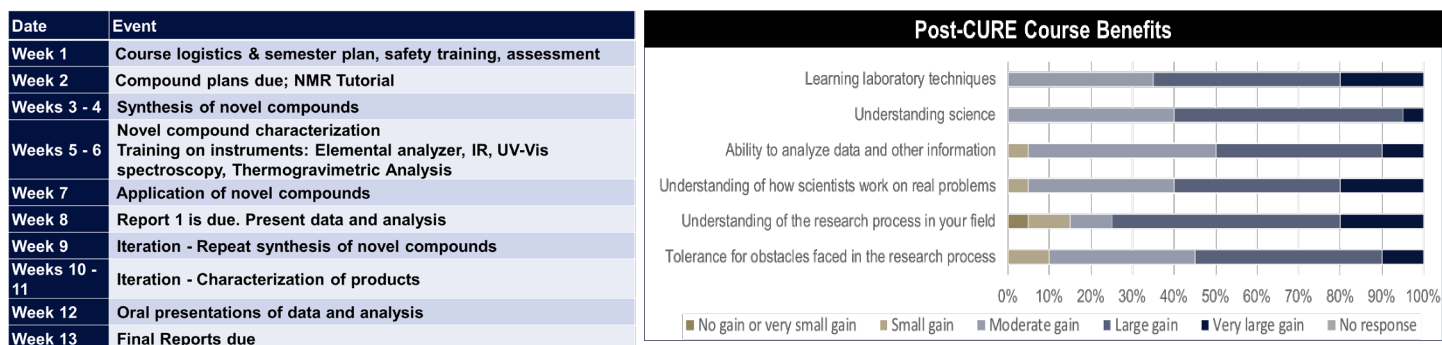 Date Event
Week 1 Course logistics & semester plan, safety training, assessment
Week 2 Compound plans due; NMR Tutorial
Weeks 3 - 4 Synthesis of novel compounds
Weeks 5 - 6 Novel compound characterization
Training on instruments: Elemental analyzer, IR, UV-Vis
spectroscopy, Thermogravimetric Analysis
Week 7 Application of novel compounds
Week 8 Report 1 is due. Present data and analysis
Week 9 Iteration - Repeat synthesis of novel compounds
Weeks 10 -
11 Iteration - Characterization of products
Week 12 Oral presentations of data and analysis
Week 13 Final Reports due
Post-CURE Course Benefits
Learning laboratory techniques
Understanding science
Ability to analyze data and other information
Understanding of how scientists work on real problems
Understanding of the research process in your field
Tolerance for obstacles faced in the research process
0% 10% 20% 30% 40% 50% 60% 70% 80% 90% 100%
No gain or very small gain Small gain Moderate gain Large gain Very large gain No response